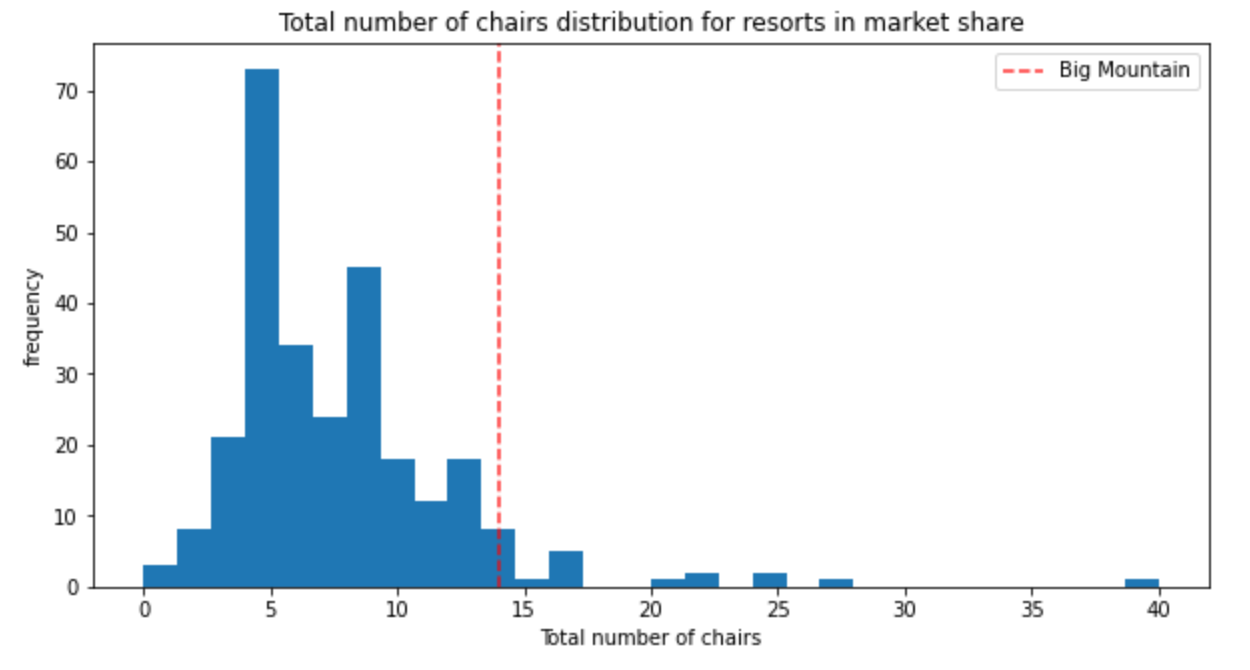 Total number of chairs distribution for resorts in market share
Big Mountain
70
60
50
40
30
20
10
0
frequency
0 5 10 15 20 25 30 35 40
Total number of chairs